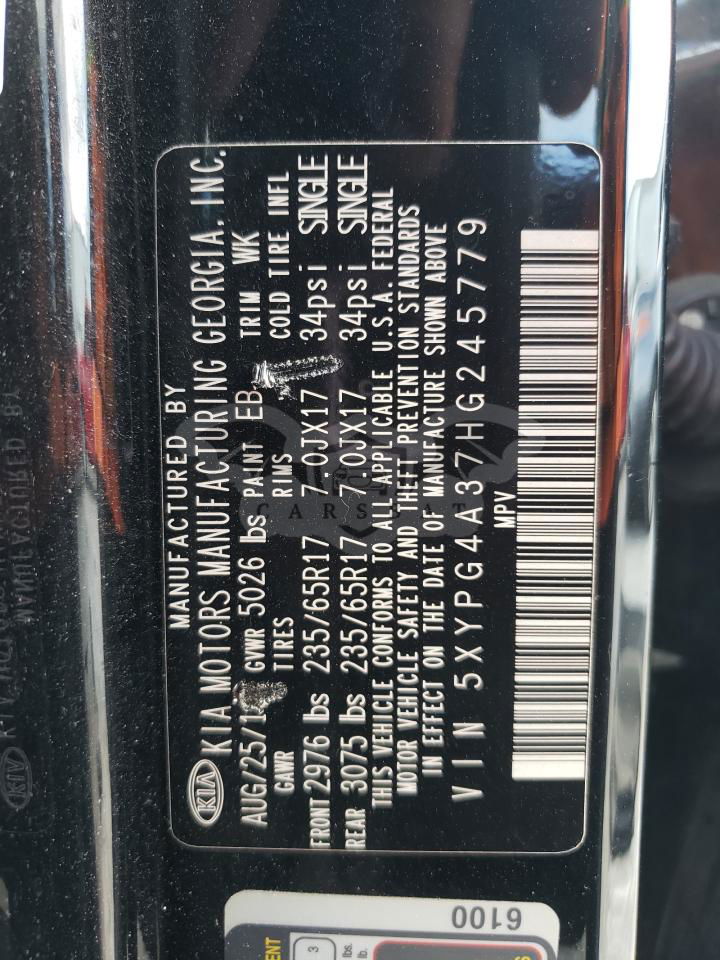 MANUFACTURED BY
KIA KIA MOTORS MANUFACTURING GEORGIA, INC.
AUG/25/1 GVWR 5026 lbs PAINT EB TRIM WK
GAWR TIRES RIMS COLD TIRE INFL
FRONT 2976 lbs 235/65R17 7.0JX17 34psi SINGLE
REAR 3075 lbs 235/65R17 7.0JX17 34psi SINGLE
THIS VEHICLE CONFORMS TO ALL APPLICABLE U.S.A. FEDERAL
MOTOR VEHICLE SAFETY AND THEFT PREVENTION STANDARDS
IN EFFECT ON THE DATE OF MANUFACTURE SHOWN ABOVE
VIN 5XYPG4A37HG245779
MPV
6100
3
lbs.
lb.